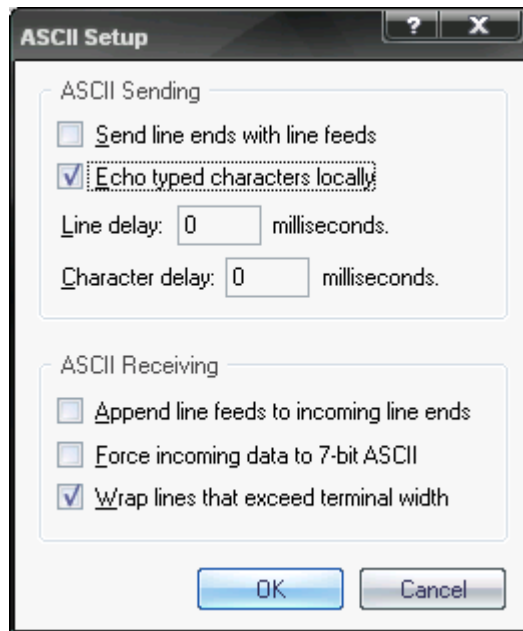 ASCII Setup ? X
ASCII Sending
Send line ends with line feeds
Echo typed characters locally
Line delay: 0 milliseconds.
Character delay: 0 milliseconds.
ASCII Receiving
Append line feeds to incoming line ends
Force incoming data to 7-bit ASCII
Wrap lines that exceed terminal width
OK Cancel